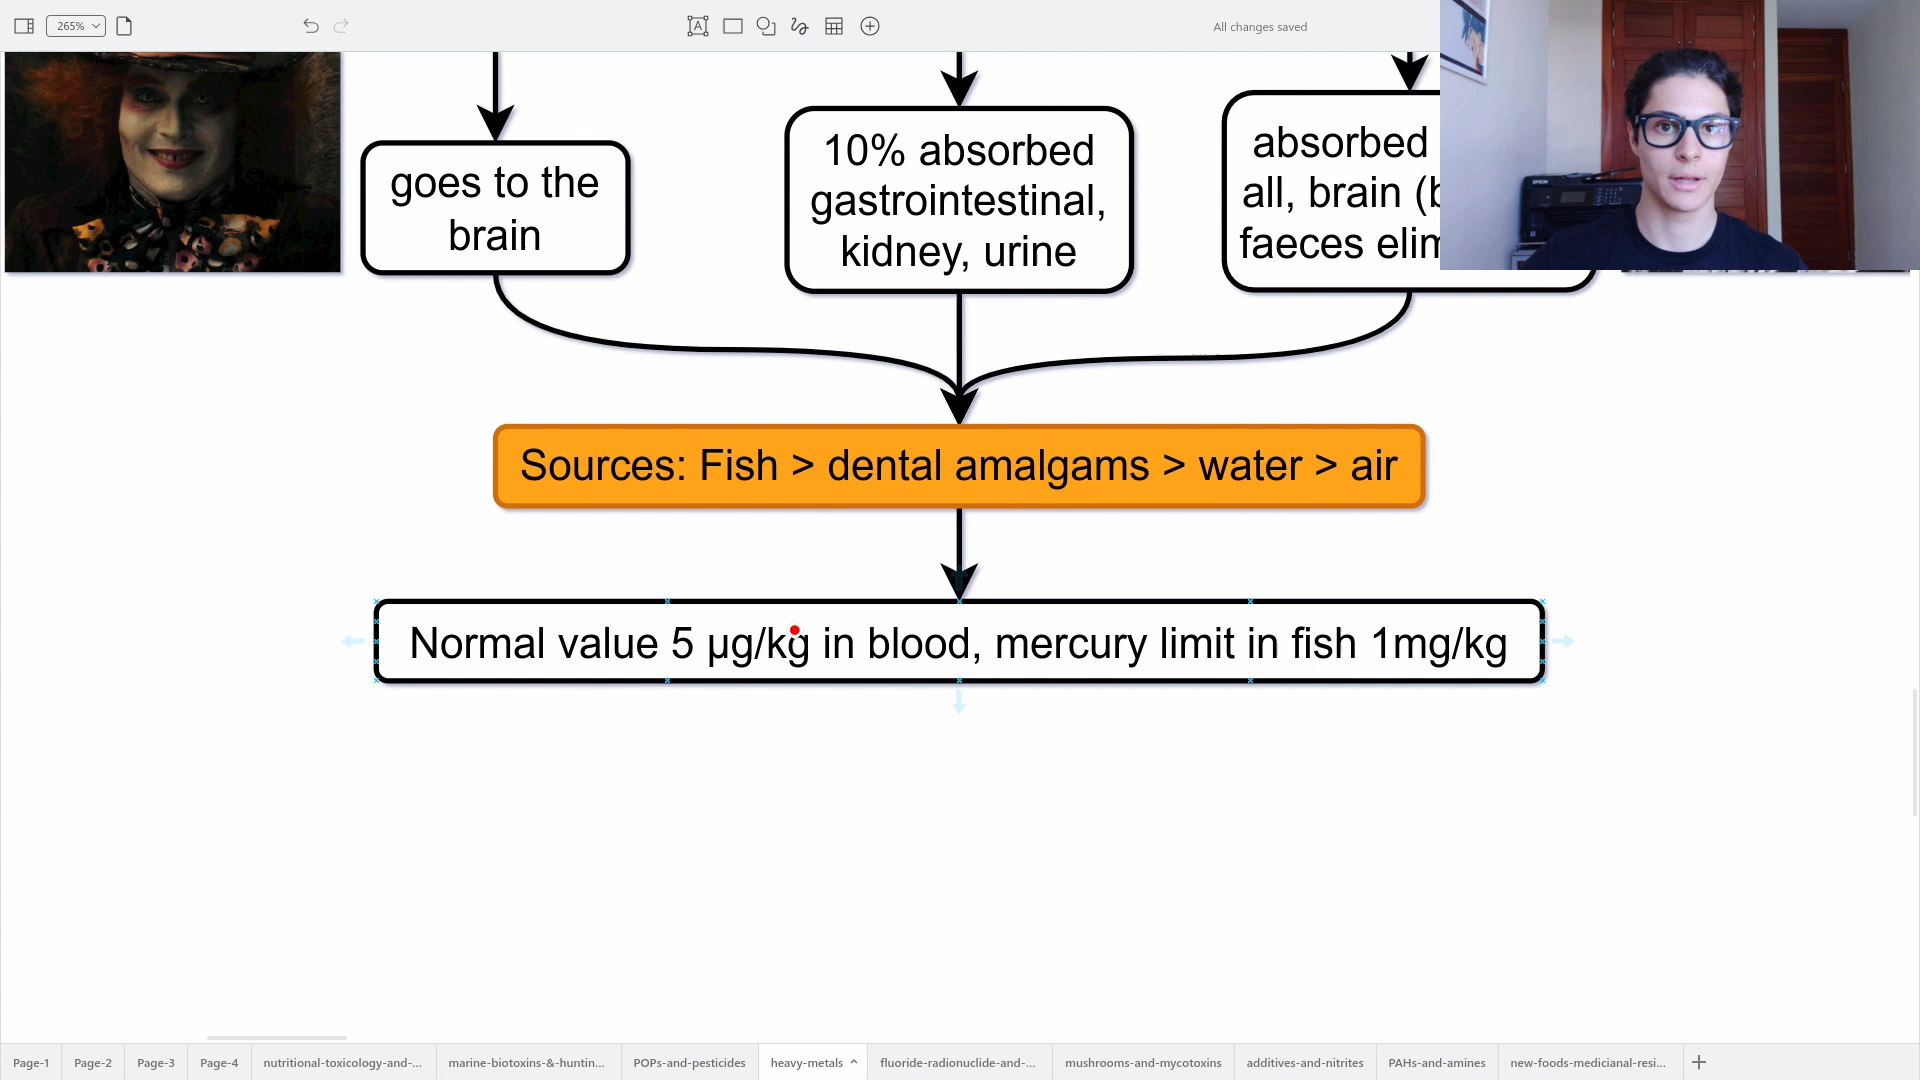 265%
All changes saved
goes to the
brain
10% absorbed
gastrointestinal,
kidney, urine
absorbed
all, brain
faeces
Sources: Fish > dental amalgams > water > air
Normal value 5 µg/kg in blood, mercury limit in fish 1mg/kg
Page-1 Page-2 Page-3 Page-4 nutritional-toxicology-and-... marine-biotoxins-&-huntin... POPs-and-pesticides heavy-metals fluoride-radionuclide-and-... mushrooms-and-mycotoxins additives-and-nitrites PAHs-and-amines new-foods-medicianal-resi...